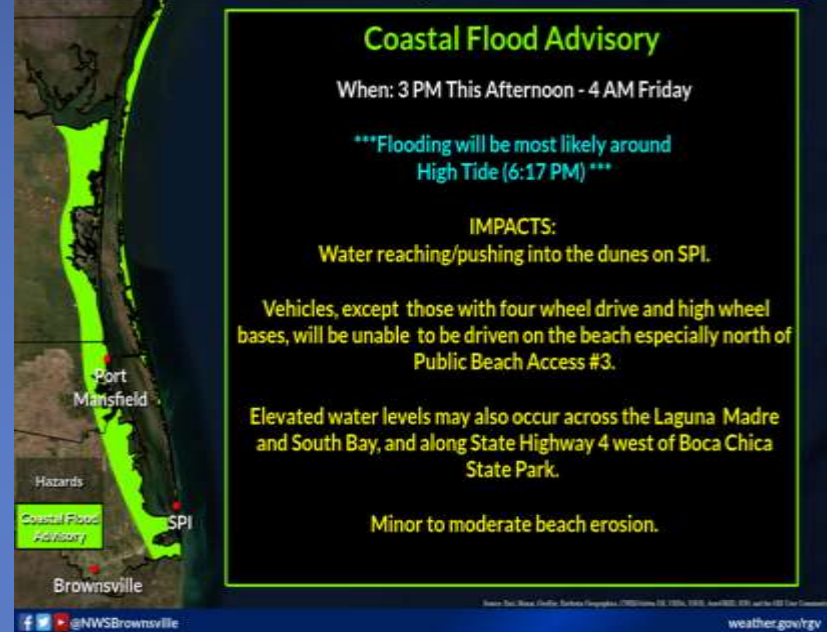 Coastal Flood Advisory
When: 3 PM This Afternoon - 4 AM Friday
***Flooding will be most likely around
High Tide (6:17 PM) ***
IMPACTS:
Water reaching/pushing into the dunes on SPI.
Vehicles, except those with four wheel drive and high wheel
bases, will be unable to be driven on the beach especially north of
Public Beach Access #3.
Elevated water levels may also occur across the Laguna Madre
and South Bay, and along State Highway 4 west of Boca Chica
State Park.
Minor to moderate beach erosion.
Port
Mansfield
Hazards
Coastal Flood
Advisory
SPI
Brownsville
@NWSBrownsville
weather.gov/rgv